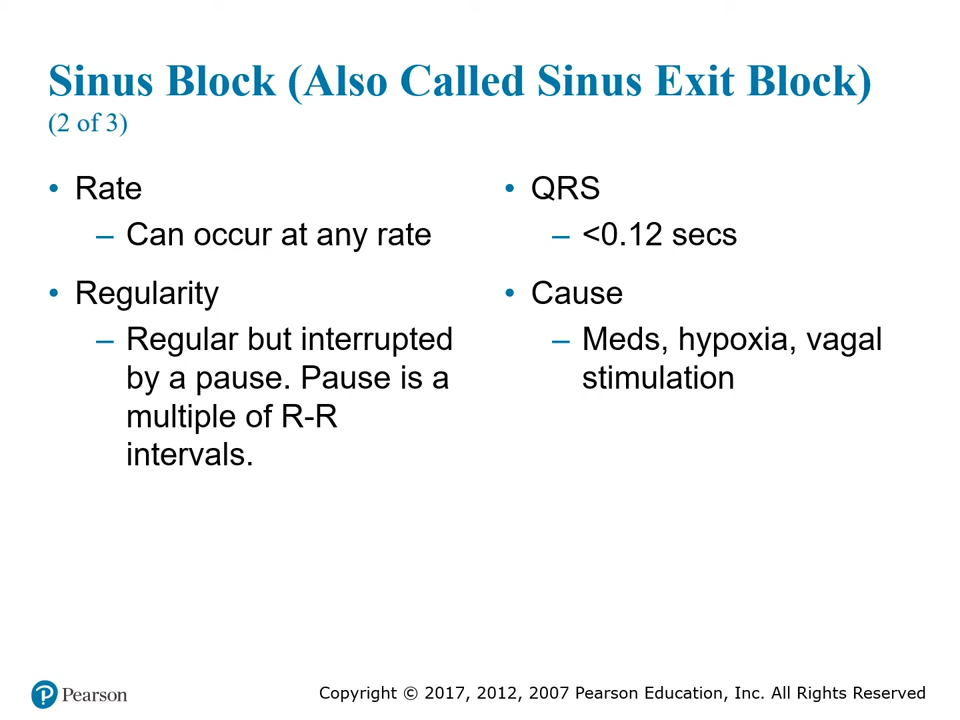 Sinus Block (Also Called Sinus Exit Block)
(2 of 3)
• Rate
– Can occur at any rate
• Regularity
– Regular but interrupted
by a pause. Pause is a
multiple of R-R
intervals.
• QRS
– <0.12 secs
• Cause
– Meds, hypoxia, vagal
stimulation
P Pearson
Copyright © 2017, 2012, 2007 Pearson Education, Inc. All Rights Reserved